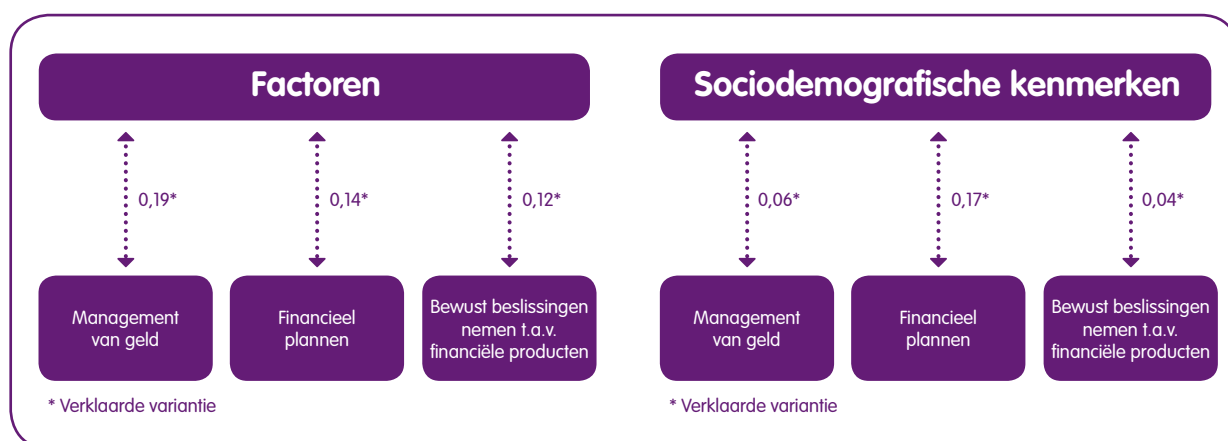 Factoren
0,19*
0,14*
0,12*
Management
van geld
Financieel
plannen
Bewust beslissingen
nemen t.a.v.
financiële producten
* Verklaarde variantie
Sociodemografische kenmerken
0,06*
0,17*
0,04*
Management
van geld
Financieel
plannen
Bewust beslissingen
nemen t.a.v.
financiële producten
* Verklaarde variantie